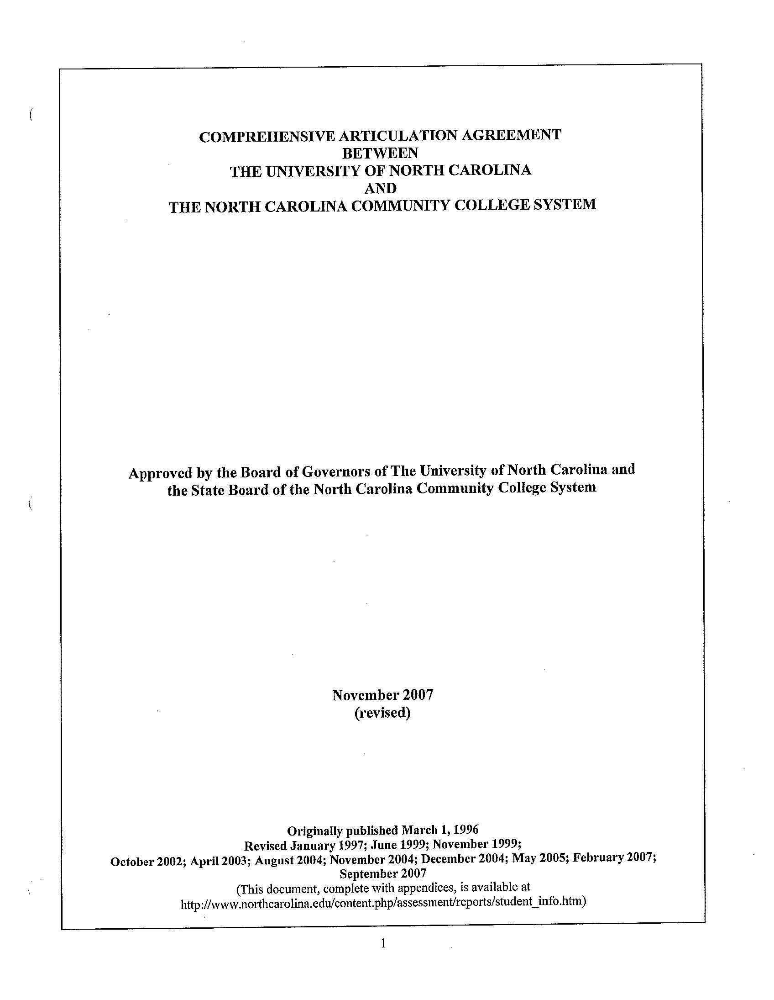 COMPREHENSIVE ARTICULATION AGREEMENT
BETWEEN
THE UNIVERSITY OF NORTH CAROLINA
AND
THE NORTH CAROLINA COMMUNITY COLLEGE SYSTEM
Approved by the Board of Governors of The University of North Carolina and
the State Board of the North Carolina Community College System
November 2007
(revised)
Originally published March 1, 1996
Revised January 1997; June 1999; November 1999;
October 2002; April 2003; August 2004; November 2004; December 2004; May 2005; February 2007;
September 2007
(This document, complete with appendices, is available at
http://www.northcarolina.edu/content.php/assessment/reports/student_info.htm)
1